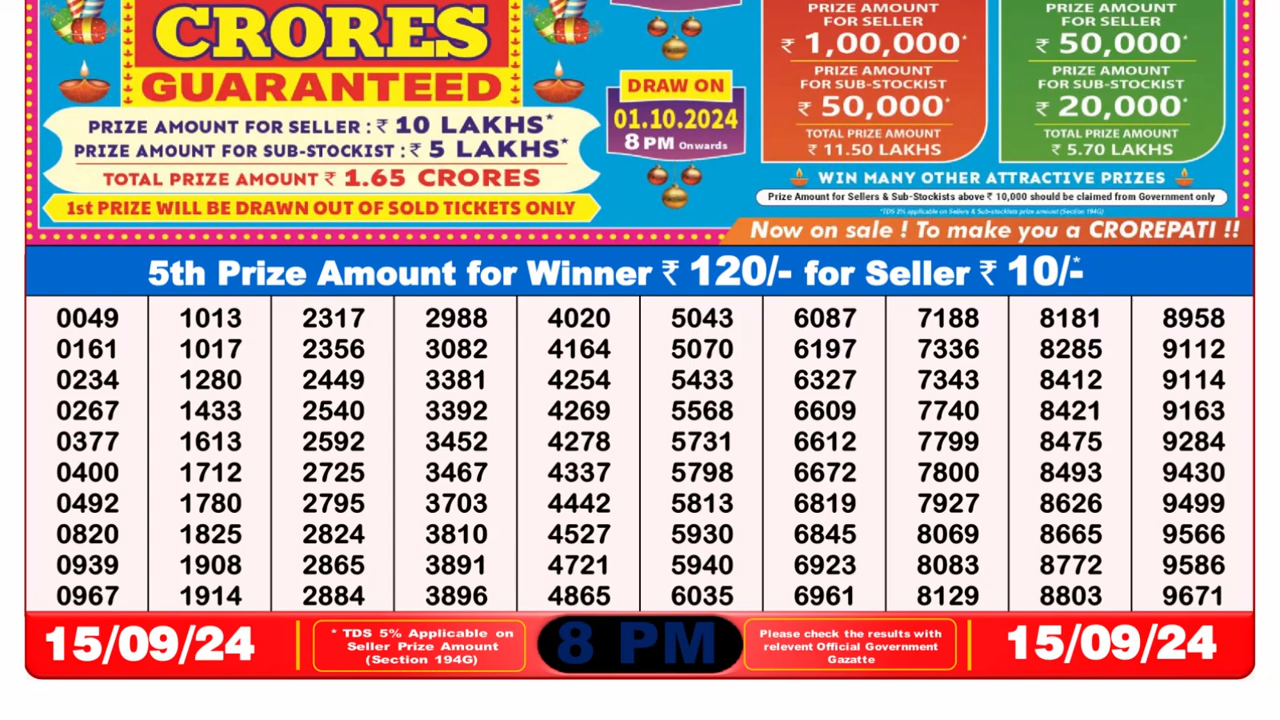 CRORES
GUARANTEED
PRIZE AMOUNT FOR SELLER : ₹ 10 LAKHS*
PRIZE AMOUNT FOR SUB-STOCKIST : ₹ 5 LAKHS*
TOTAL PRIZE AMOUNT ₹ 1.65 CRORES
1st PRIZE WILL BE DRAWN OUT OF SOLD TICKETS ONLY
DRAW ON
01.10.2024
8 PM Onwards
PRIZE AMOUNT
FOR SELLER
₹ 1,00,000*
PRIZE AMOUNT
FOR SUB-STOCKIST
₹ 50,000*
TOTAL PRIZE AMOUNT
₹ 11.50 LAKHS
PRIZE AMOUNT
FOR SELLER
₹ 50,000*
PRIZE AMOUNT
FOR SUB-STOCKIST
₹ 20,000*
TOTAL PRIZE AMOUNT
₹ 5.70 LAKHS
WIN MANY OTHER ATTRACTIVE PRIZES
Prize Amount for Sellers & Sub-Stockists above ₹ 10,000 should be claimed from Government only
*TDS 2% applicable on Sellers & Sub-stockists prize amount (Section 194G)
Now on sale ! To make you a CROREPATI !!
5th Prize Amount for Winner ₹ 120/- for Seller ₹ 10/-*
0049 1013 2317 2988 4020 5043 6087 7188 8181 8958
0161 1017 2356 3082 4164 5070 6197 7336 8285 9112
0234 1280 2449 3381 4254 5433 6327 7343 8412 9114
0267 1433 2540 3392 4269 5568 6609 7740 8421 9163
0377 1613 2592 3452 4278 5731 6612 7799 8475 9284
0400 1712 2725 3467 4337 5798 6672 7800 8493 9430
0492 1780 2795 3703 4442 5813 6819 7927 8626 9499
0820 1825 2824 3810 4527 5930 6845 8069 8665 9566
0939 1908 2865 3891 4721 5940 6923 8083 8772 9586
0967 1914 2884 3896 4865 6035 6961 8129 8803 9671
15/09/24
* TDS 5% Applicable on
Seller Prize Amount
(Section 194G)
8 PM
Please check the results with
relevent Official Government
Gazatte
15/09/24